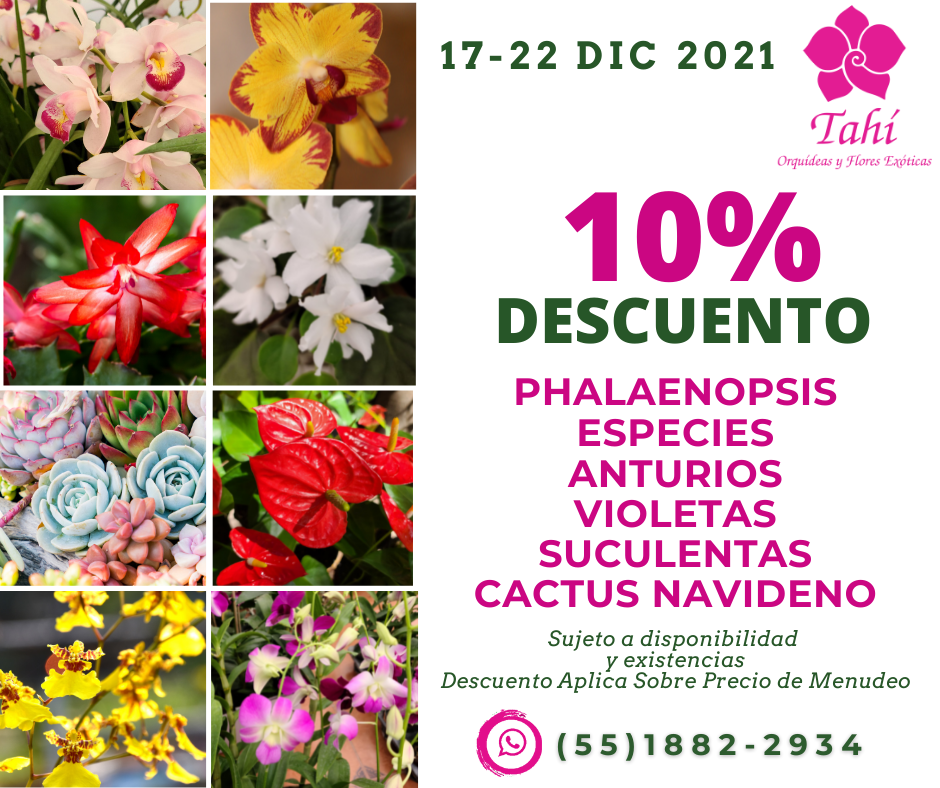 17-22 DIC 2021
Tahí
Orquídeas y Flores Exóticas
10%
DESCUENTO
PHALAENOPSIS
ESPECIES
ANTURIOS
VIOLETAS
SUCULENTAS
CACTUS NAVIDENO
Sujeto a disponibilidad
y existencias
Descuento Aplica Sobre Precio de Menudeo
(55)1882-2934